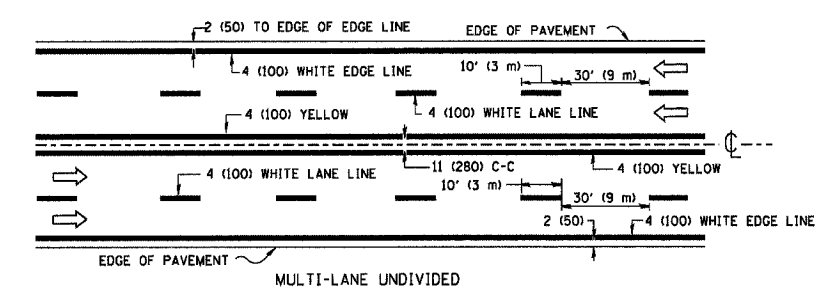 2 (50) TO EDGE OF EDGE LINE
EDGE OF PAVEMENT
4 (100) WHITE EDGE LINE
10' (3 m)
30' (9 m)
4 (100) YELLOW
4 (100) WHITE LANE LINE
℄
11 (280) C-C
4 (100) YELLOW
4 (100) WHITE LANE LINE
10' (3 m)
30' (9 m)
2 (50)
4 (100) WHITE EDGE LINE
EDGE OF PAVEMENT
MULTI-LANE UNDIVIDED